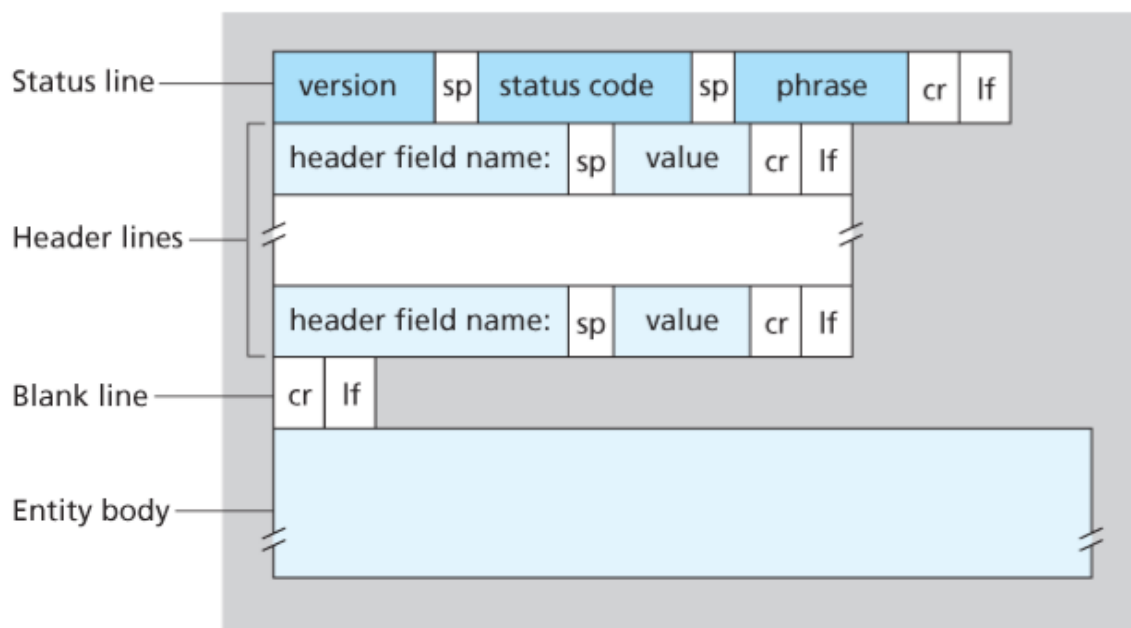 Status line version sp status code sp phrase cr lf
header field name: sp value cr lf
Header lines
header field name: sp value cr lf
Blank line cr lf
Entity body